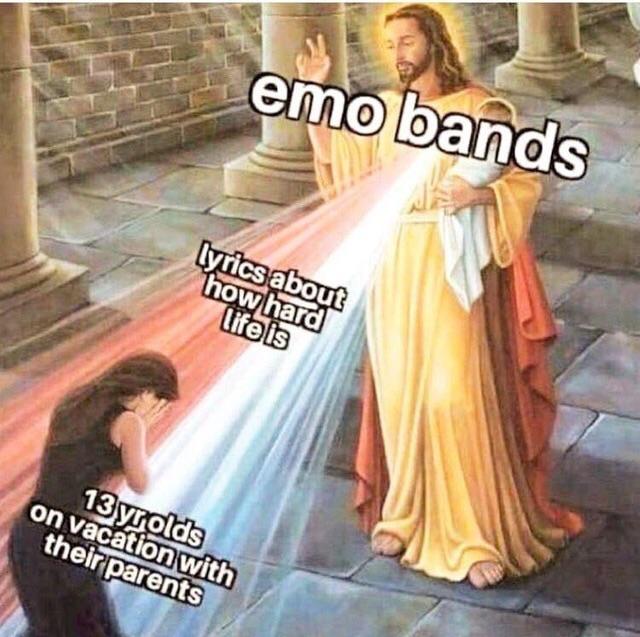 emo bands
lyrics about
how hard
life is
13 yr olds
on vacation with
their parents